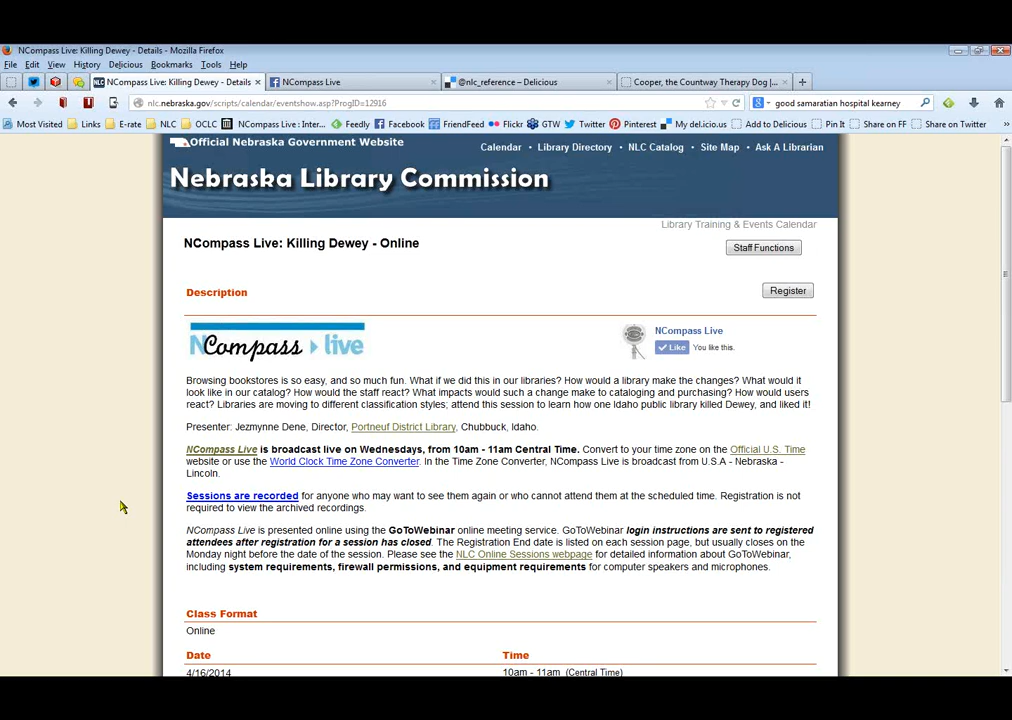 NCompass Live: Killing Dewey - Details - Mozilla Firefox
File Edit View History Delicious Bookmarks Tools Help
NCompass Live: Killing Dewey - Details × NCompass Live × @nlc_reference – Delicious × Cooper, the Countway Therapy Dog |... × +
nlc.nebraska.gov/scripts/calendar/eventshow.asp?ProgID=12916 good samaratian hospital kearney
Most Visited Links E-rate NLC OCLC NCompass Live : Inter... Feedly Facebook FriendFeed Flickr GTW Twitter Pinterest My del.icio.us Add to Delicious Pin It Share on FF Share on Twitter »
Official Nebraska Government Website
Calendar • Library Directory • NLC Catalog • Site Map • Ask A Librarian
Nebraska Library Commission
Library Training & Events Calendar
NCompass Live: Killing Dewey - Online
Staff Functions
Description
Register
NCompass live
NCompass Live
Like You like this.
Browsing bookstores is so easy, and so much fun. What if we did this in our libraries? How would a library make the changes? What would it
look like in our catalog? How would the staff react? What impacts would such a change make to cataloging and purchasing? How would users
react? Libraries are moving to different classification styles; attend this session to learn how one Idaho public library killed Dewey, and liked it!
Presenter: Jezmynne Dene, Director, Portneuf District Library, Chubbuck, Idaho.
NCompass Live is broadcast live on Wednesdays, from 10am - 11am Central Time. Convert to your time zone on the Official U.S. Time
website or use the World Clock Time Zone Converter. In the Time Zone Converter, NCompass Live is broadcast from U.S.A - Nebraska -
Lincoln.
Sessions are recorded for anyone who may want to see them again or who cannot attend them at the scheduled time. Registration is not
required to view the archived recordings.
NCompass Live is presented online using the GoToWebinar online meeting service. GoToWebinar login instructions are sent to registered
attendees after registration for a session has closed. The Registration End date is listed on each session page, but usually closes on the
Monday night before the date of the session. Please see the NLC Online Sessions webpage for detailed information about GoToWebinar,
including system requirements, firewall permissions, and equipment requirements for computer speakers and microphones.
Class Format
Online
Date Time
4/16/2014 10am - 11am (Central Time)